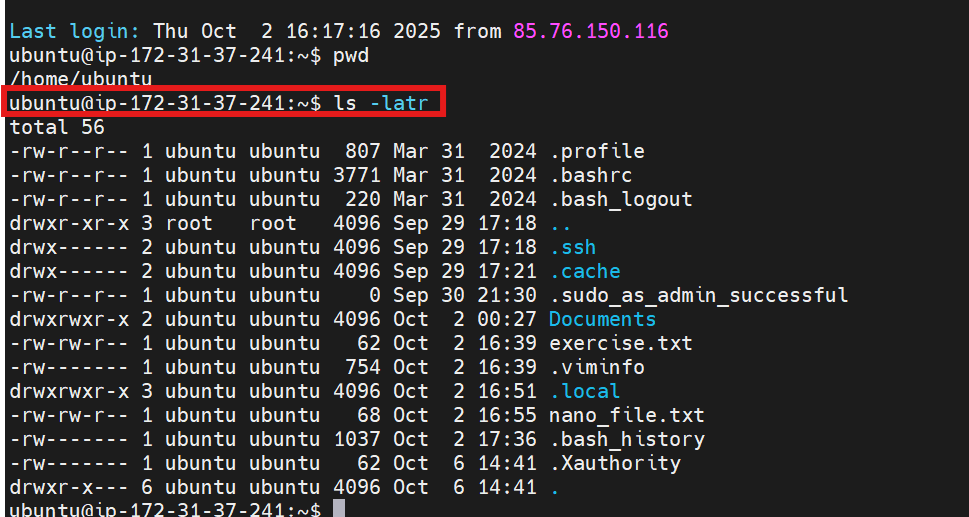 Last login: Thu Oct  2 16:17:16 2025 from 85.76.150.116
ubuntu@ip-172-31-37-241:~$ pwd
/home/ubuntu
ubuntu@ip-172-31-37-241:~$ ls -latr
total 56
-rw-r--r-- 1 ubuntu ubuntu  807 Mar 31  2024 .profile
-rw-r--r-- 1 ubuntu ubuntu 3771 Mar 31  2024 .bashrc
-rw-r--r-- 1 ubuntu ubuntu  220 Mar 31  2024 .bash_logout
drwxr-xr-x 3 root   root   4096 Sep 29 17:18 ..
drwx------ 2 ubuntu ubuntu 4096 Sep 29 17:18 .ssh
drwx------ 2 ubuntu ubuntu 4096 Sep 29 17:21 .cache
-rw-r--r-- 1 ubuntu ubuntu    0 Sep 30 21:30 .sudo_as_admin_successful
drwxrwxr-x 2 ubuntu ubuntu 4096 Oct  2 00:27 Documents
-rw-rw-r-- 1 ubuntu ubuntu   62 Oct  2 16:39 exercise.txt
-rw------- 1 ubuntu ubuntu  754 Oct  2 16:39 .viminfo
drwxrwxr-x 3 ubuntu ubuntu 4096 Oct  2 16:51 .local
-rw-rw-r-- 1 ubuntu ubuntu   68 Oct  2 16:55 nano_file.txt
-rw------- 1 ubuntu ubuntu 1037 Oct  2 17:36 .bash_history
-rw------- 1 ubuntu ubuntu   62 Oct  6 14:41 .Xauthority
drwxr-x--- 6 ubuntu ubuntu 4096 Oct  6 14:41 .
ubuntu@ip-172-31-37-241:~$